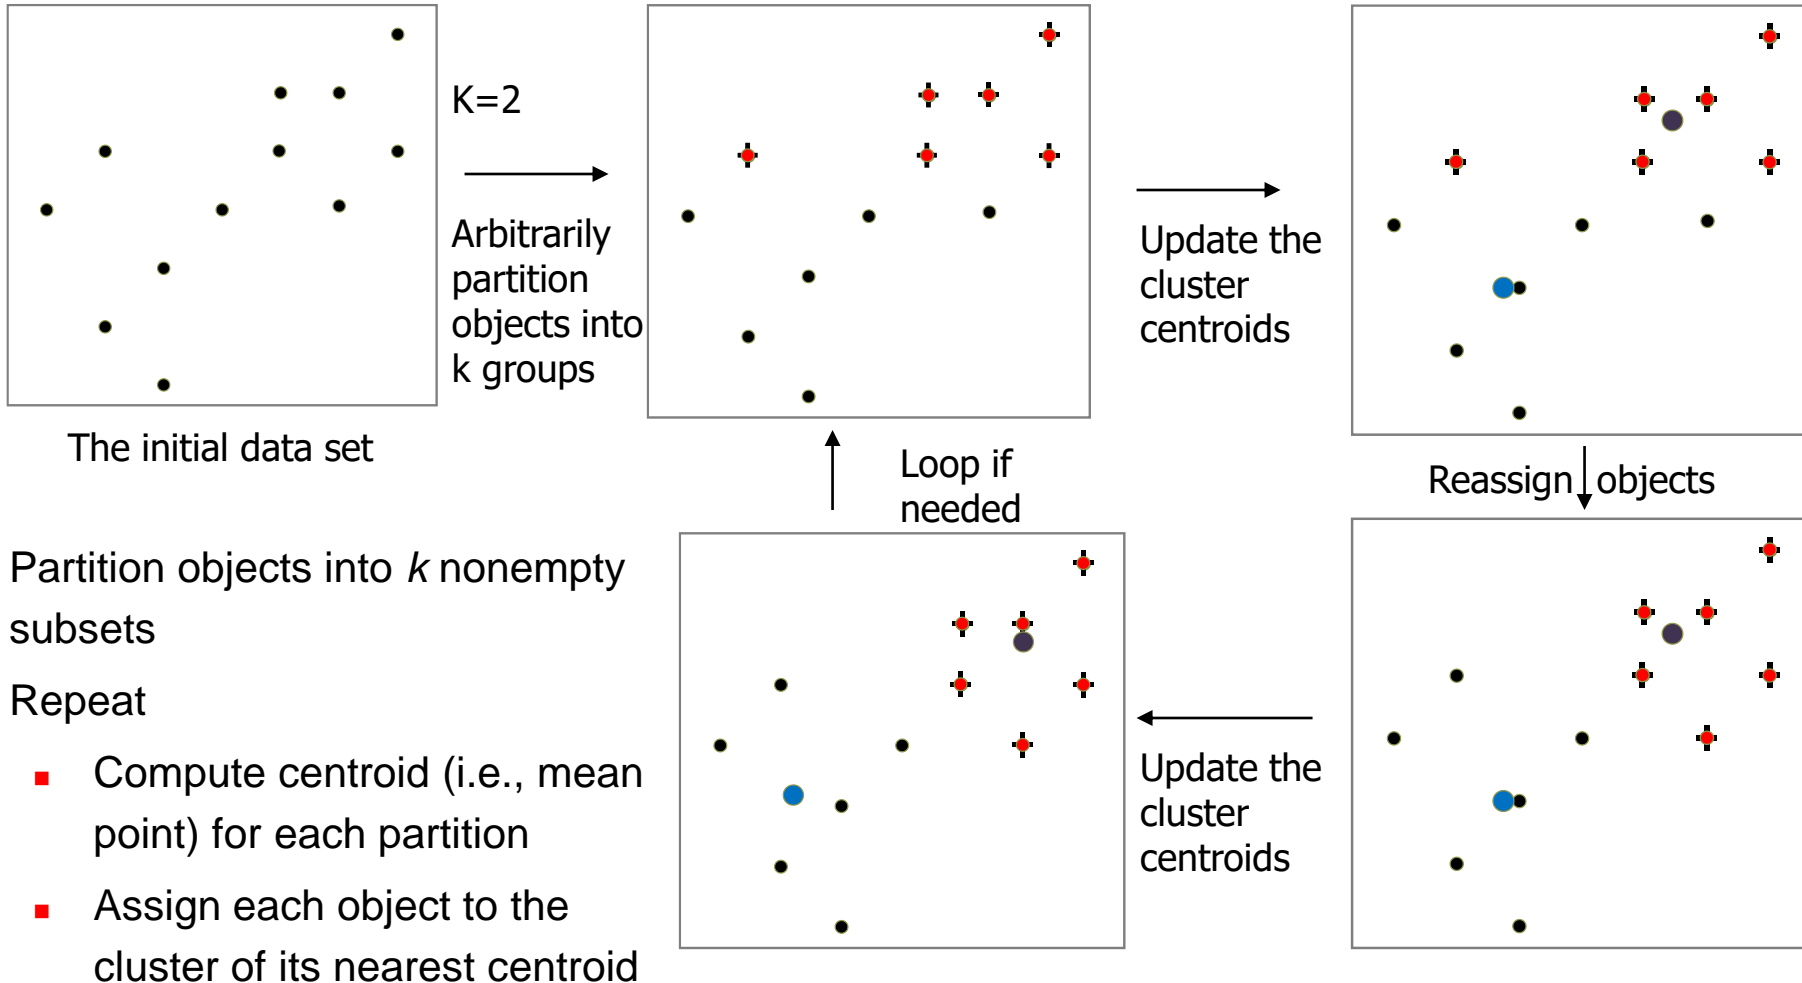 K=2
Arbitrarily
partition
objects into
k groups
The initial data set
Update the
cluster
centroids
Reassign objects
Update the
cluster
centroids
Loop if
needed
Partition objects into k nonempty
subsets
Repeat
Compute centroid (i.e., mean
point) for each partition
Assign each object to the
cluster of its nearest centroid